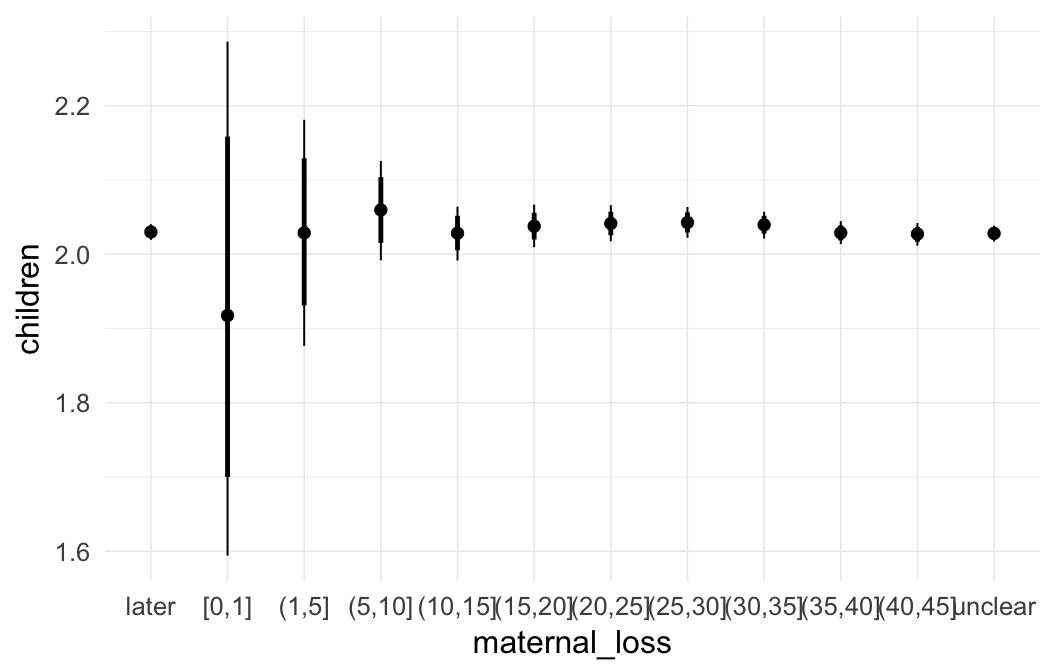 children
2.2
2.0
1.8
1.6
later [0,1] (1,5] (5,10] (10,15] (15,20] (20,25] (25,30] (30,35] (35,40] (40,45] unclear
maternal_loss